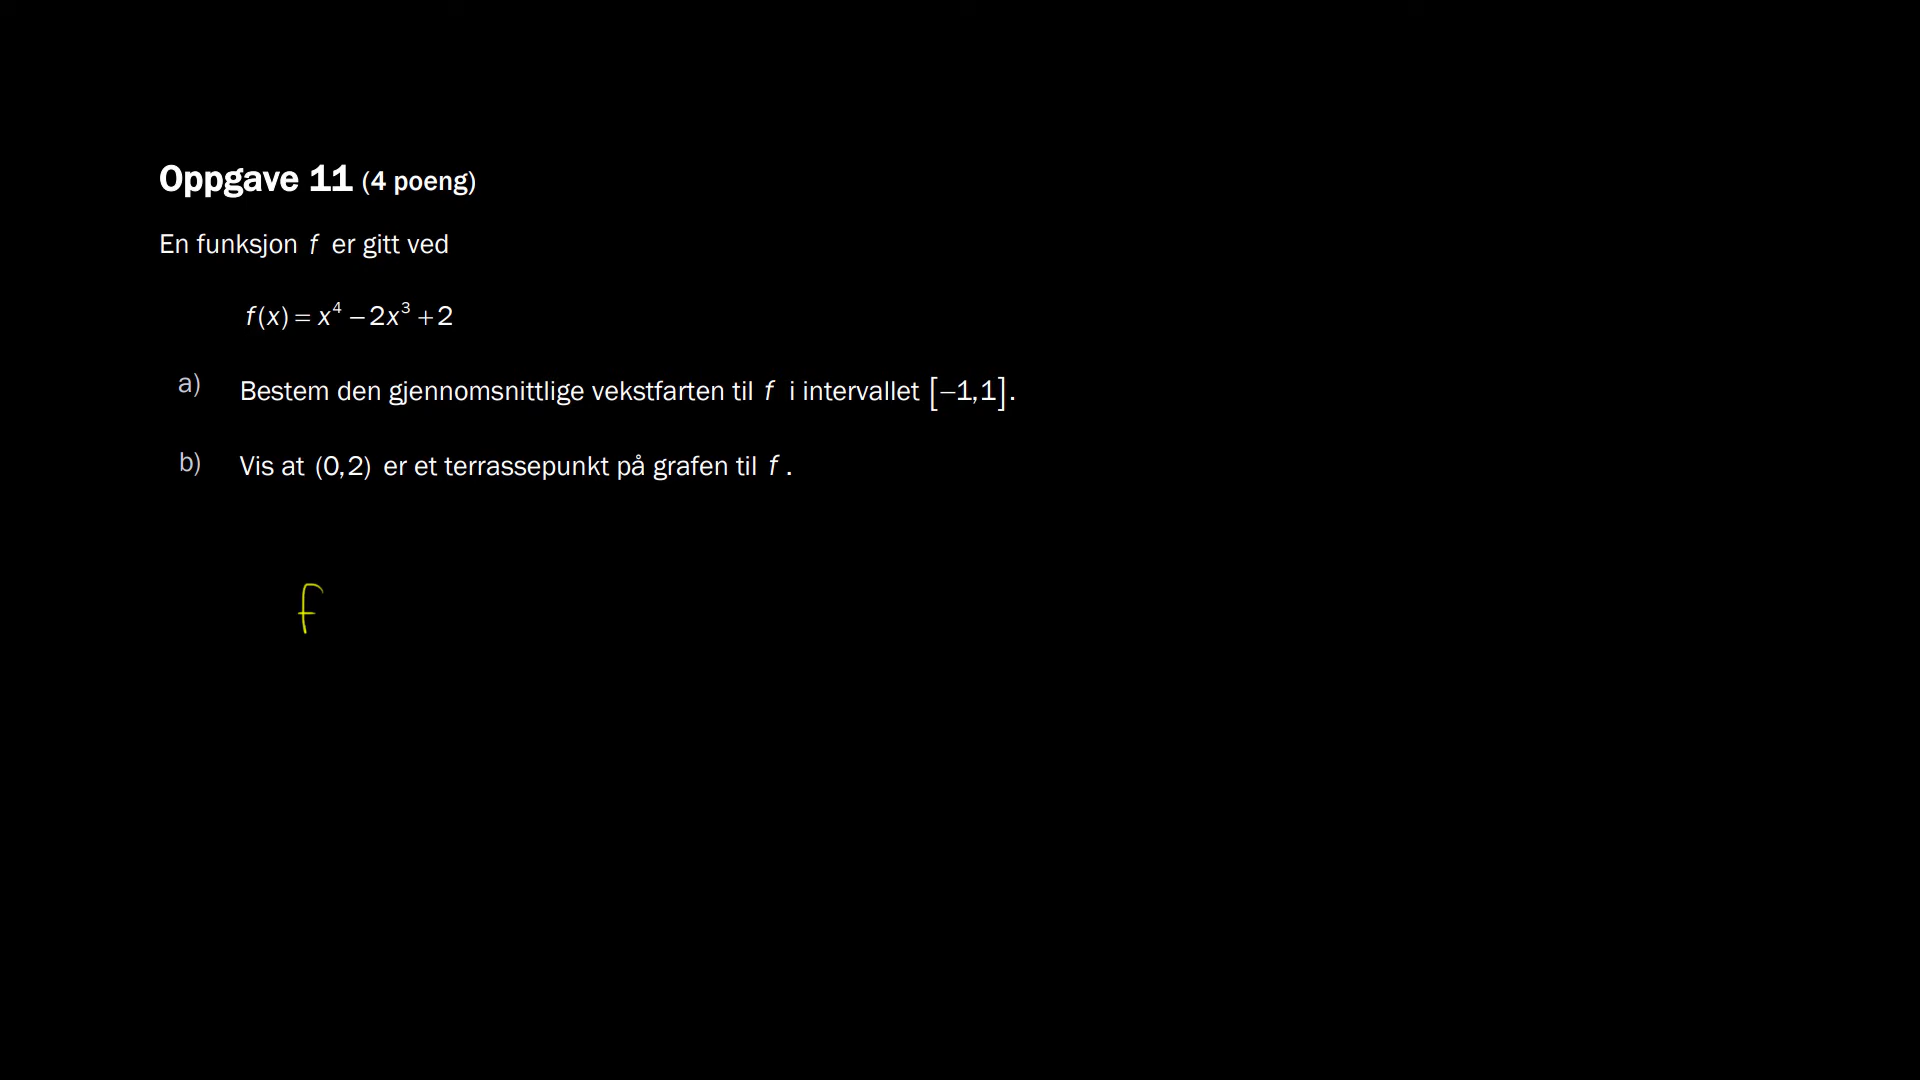 Oppgave 11 (4 poeng)
En funksjon f er gitt ved
f(x) = x⁴ − 2x³ + 2
a) Bestem den gjennomsnittlige vekstfarten til f i intervallet [−1,1].
b) Vis at (0,2) er et terrassepunkt på grafen til f .
f